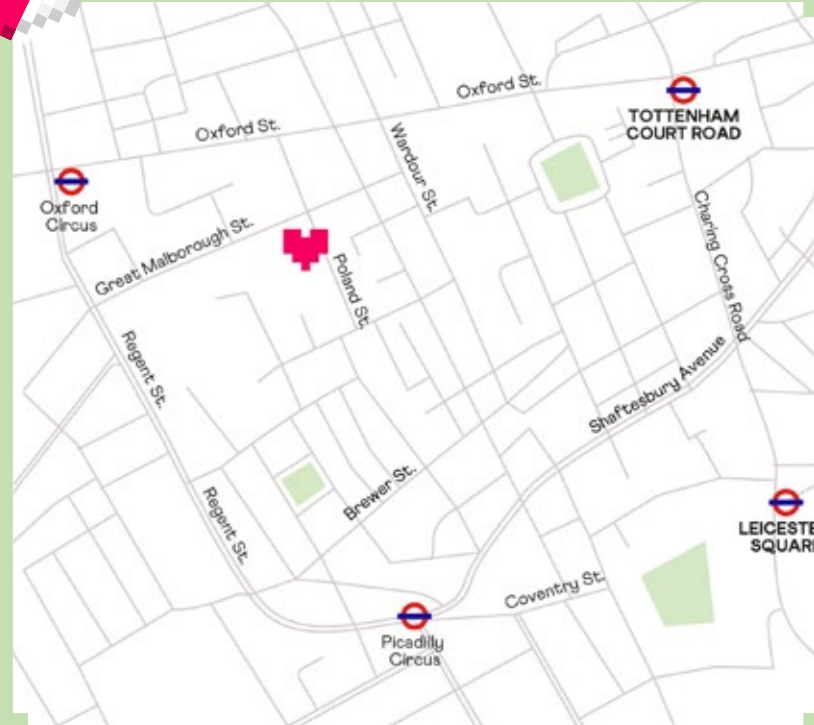 Oxford St.
TOTTENHAM
COURT ROAD
Oxford St.
Wardour St.
Oxford
Circus
Charing Cross Road
Great Malborough St.
Poland St.
Regent St.
Shaftesbury Avenue
Brewer St.
Regent St.
LEICESTE
SQUAR
Coventry St.
Picadilly
Circus